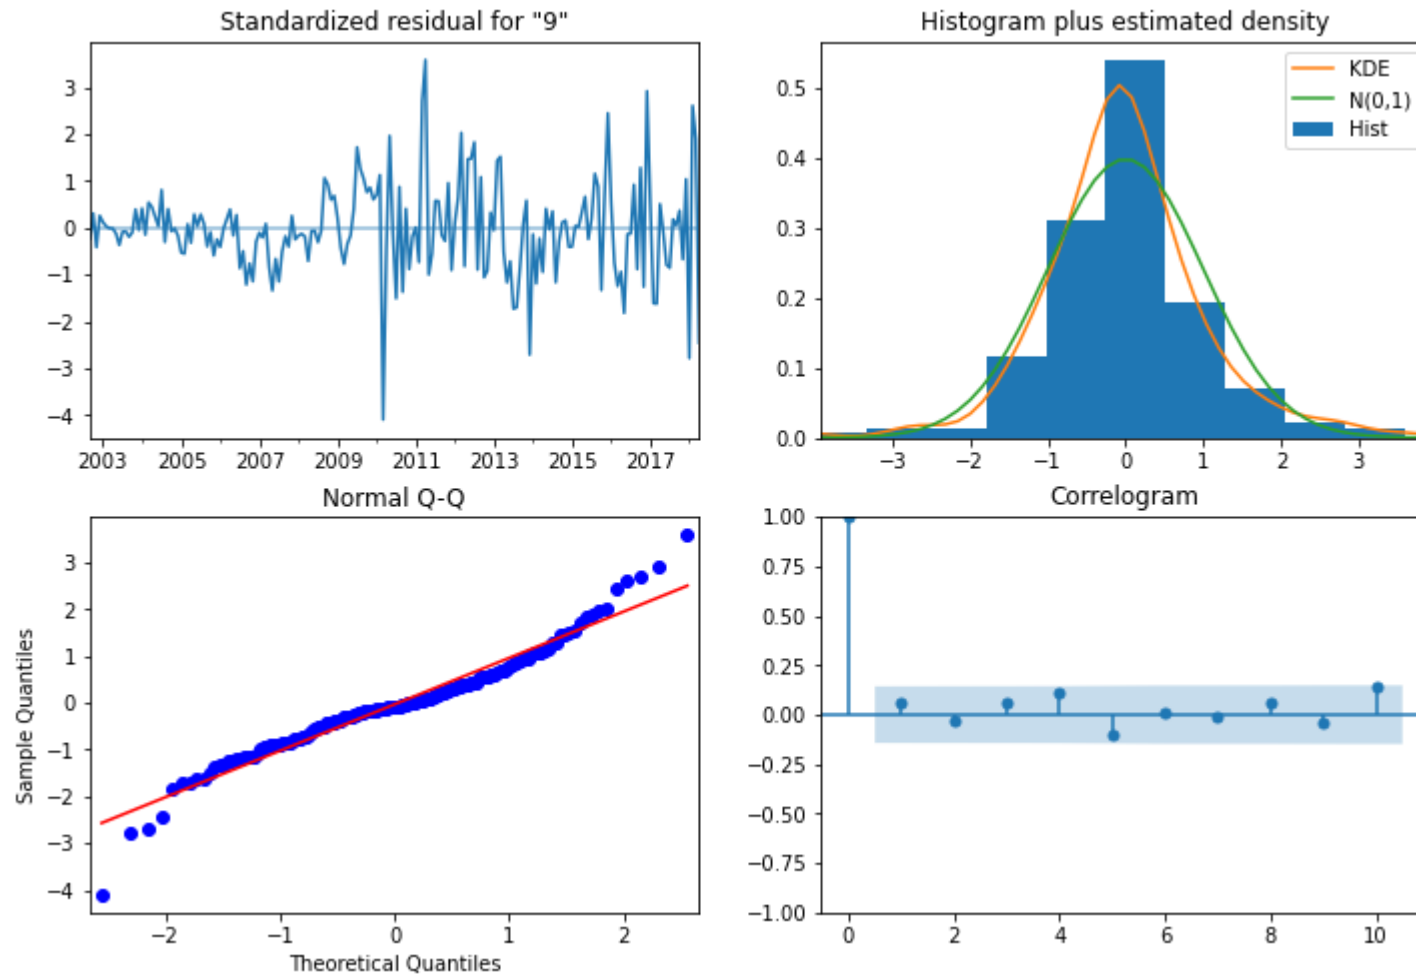 Standardized residual for "9"
3
2
1
0
−1
−2
−3
−4
2003 2005 2007 2009 2011 2013 2015 2017
Histogram plus estimated density
KDE
N(0,1)
Hist
0.5
0.4
0.3
0.2
0.1
0.0
−3 −2 −1 0 1 2 3
Normal Q-Q
Sample Quantiles
3
2
1
0
−1
−2
−3
−4
−2 −1 0 1 2
Theoretical Quantiles
Correlogram
1.00
0.75
0.50
0.25
0.00
−0.25
−0.50
−0.75
−1.00
0 2 4 6 8 10